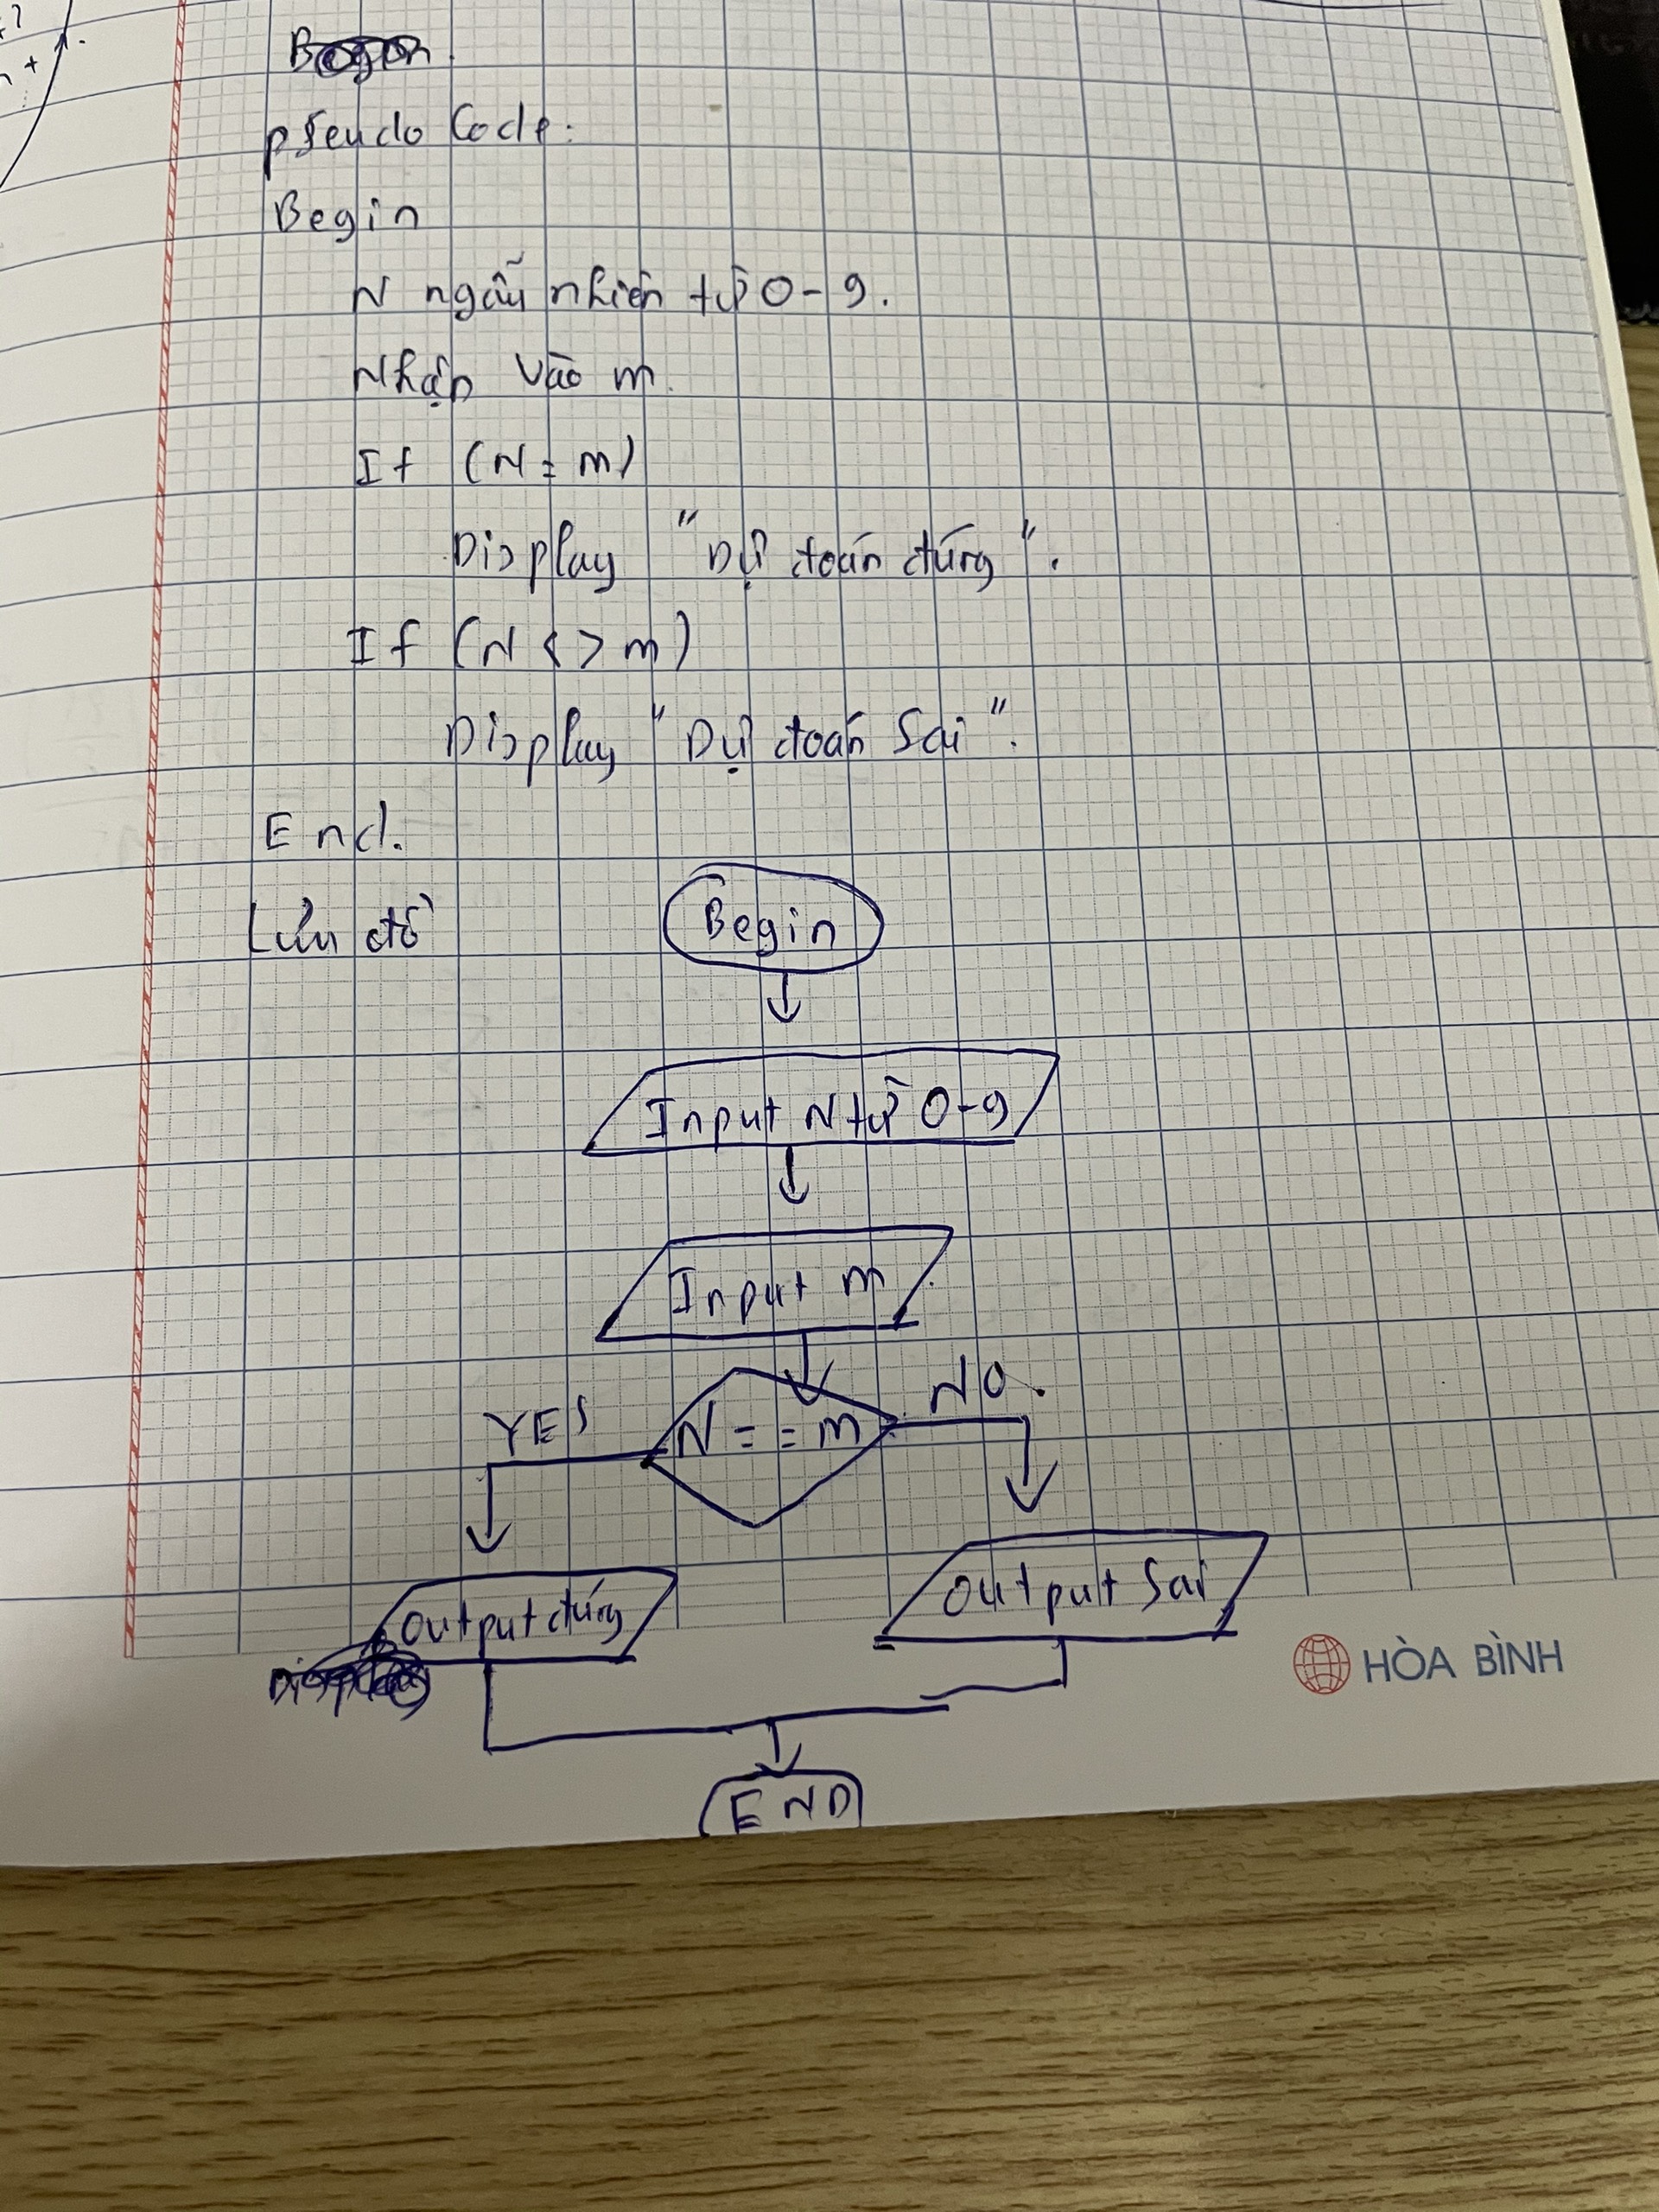 Begin
pseudo Code:
Begin
N ngẫu nhiên từ 0-9.
Nhập vào m.
If (N = m)
Display "Dự đoán đúng".
If (N <> m)
Display "Dự đoán Sai".
End.
Lưu đồ
Begin
Input N từ 0-9
Input m
YES N == m NO.
Output đúng Output Sai
END
HÒA BÌNH